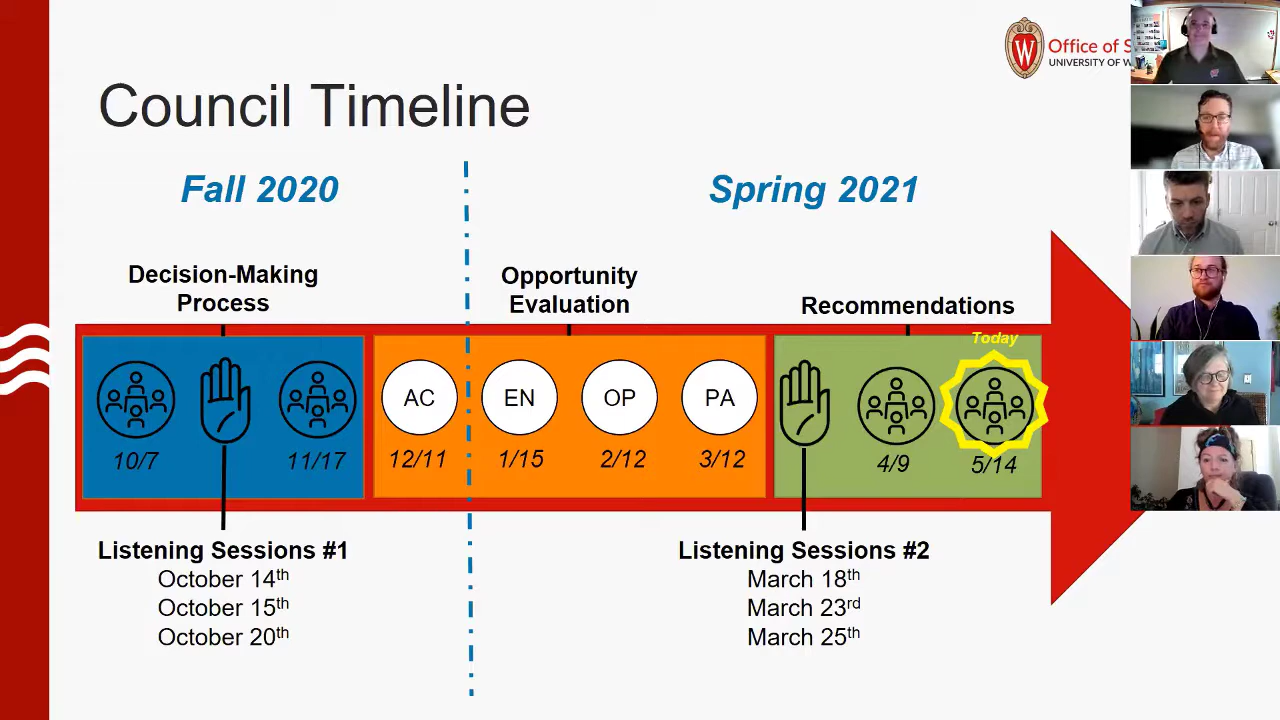 Office of
UNIVERSITY OF
Council Timeline
Fall 2020
Spring 2021
Decision-Making
Process
Opportunity
Evaluation
Recommendations
Today
AC
EN
OP
PA
10/7
11/17
12/11
1/15
2/12
3/12
4/9
5/14
Listening Sessions #1
October 14th
October 15th
October 20th
Listening Sessions #2
March 18th
March 23rd
March 25th